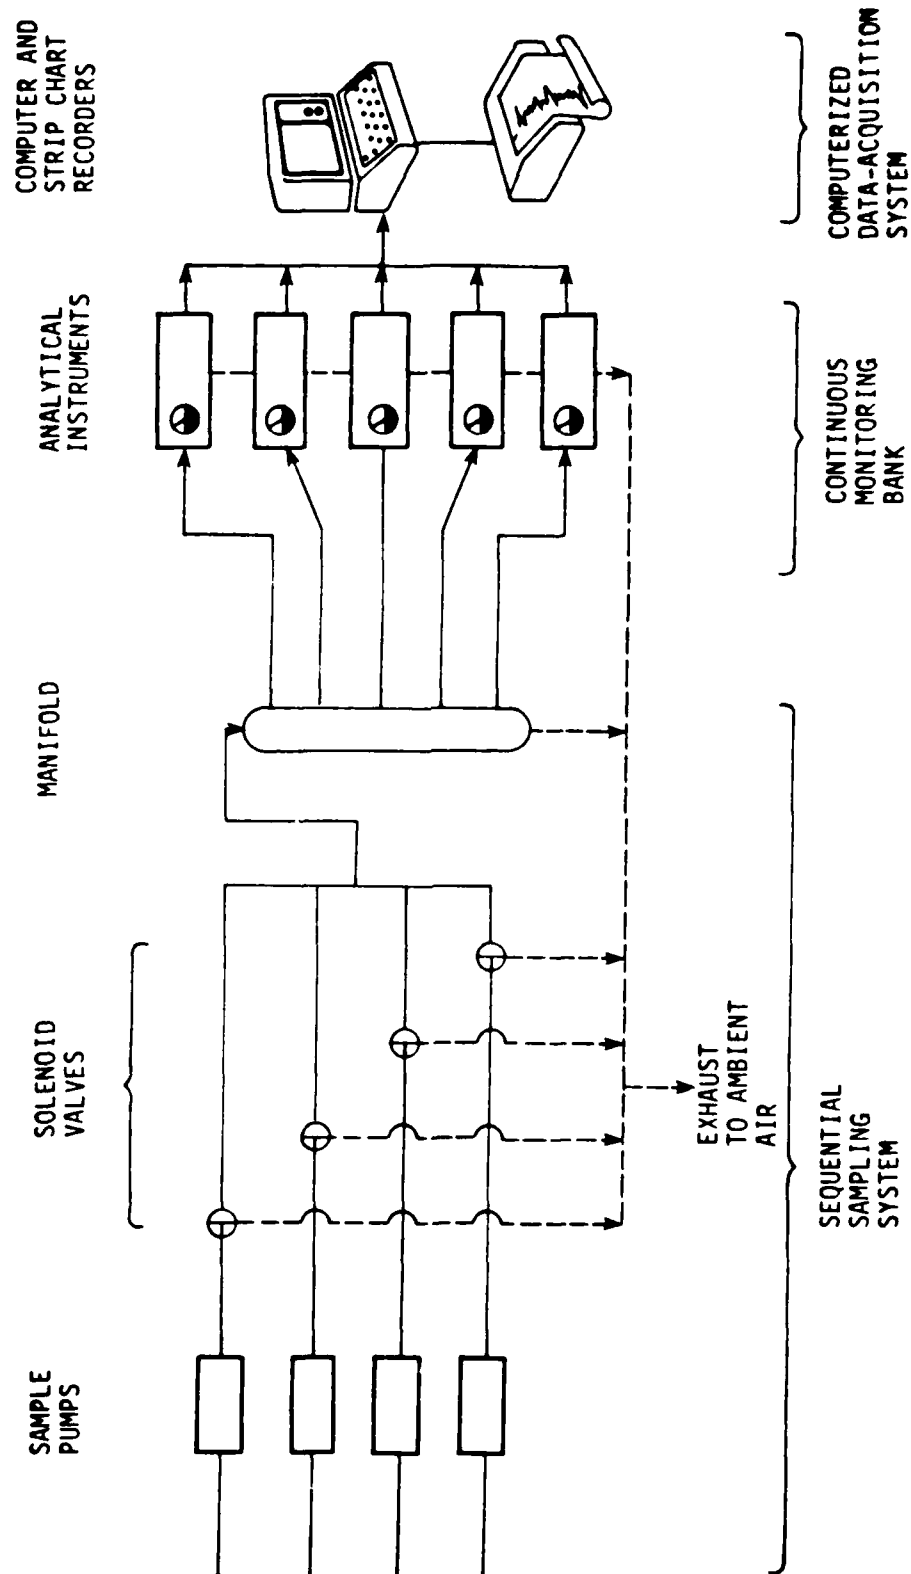 SAMPLE
PUMPS
SOLENOID
VALVES
MANIFOLD
ANALYTICAL
INSTRUMENTS
COMPUTER AND
STRIP CHART
RECORDERS
EXHAUST
TO AMBIENT
AIR
SEQUENTIAL
SAMPLING
SYSTEM
CONTINUOUS
MONITORING
BANK
COMPUTERIZED
DATA-ACQUISITION
SYSTEM